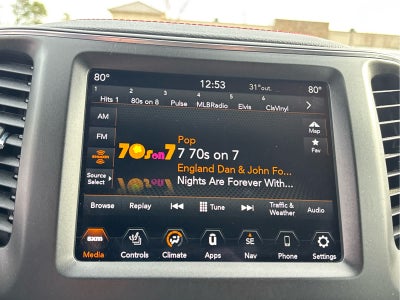 80° 12:53 31°out. 80°
1 2 3 4 5 6
Hits 1 80s on 8 Pulse MLBRadio Elvis ClsVinyl
AM
FM
Source
Select
70s on 7
Pop
7 70s on 7
England Dan & John Fo...
Nights Are Forever With...
Map
Fav
Browse Replay Tune Traffic &
Weather Audio
sxm SE
Media Controls Climate Apps Nav Phone Settings